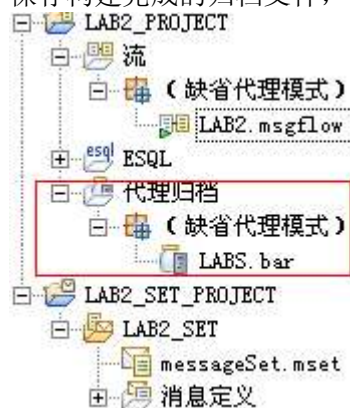 保存构建完成的归档文件，
LAB2_PROJECT
流
（缺省代理模式）
LAB2.msgflow
ESQL
代理归档
（缺省代理模式）
LABS.bar
LAB2_SET_PROJECT
LAB2_SET
messageSet.mset
消息定义